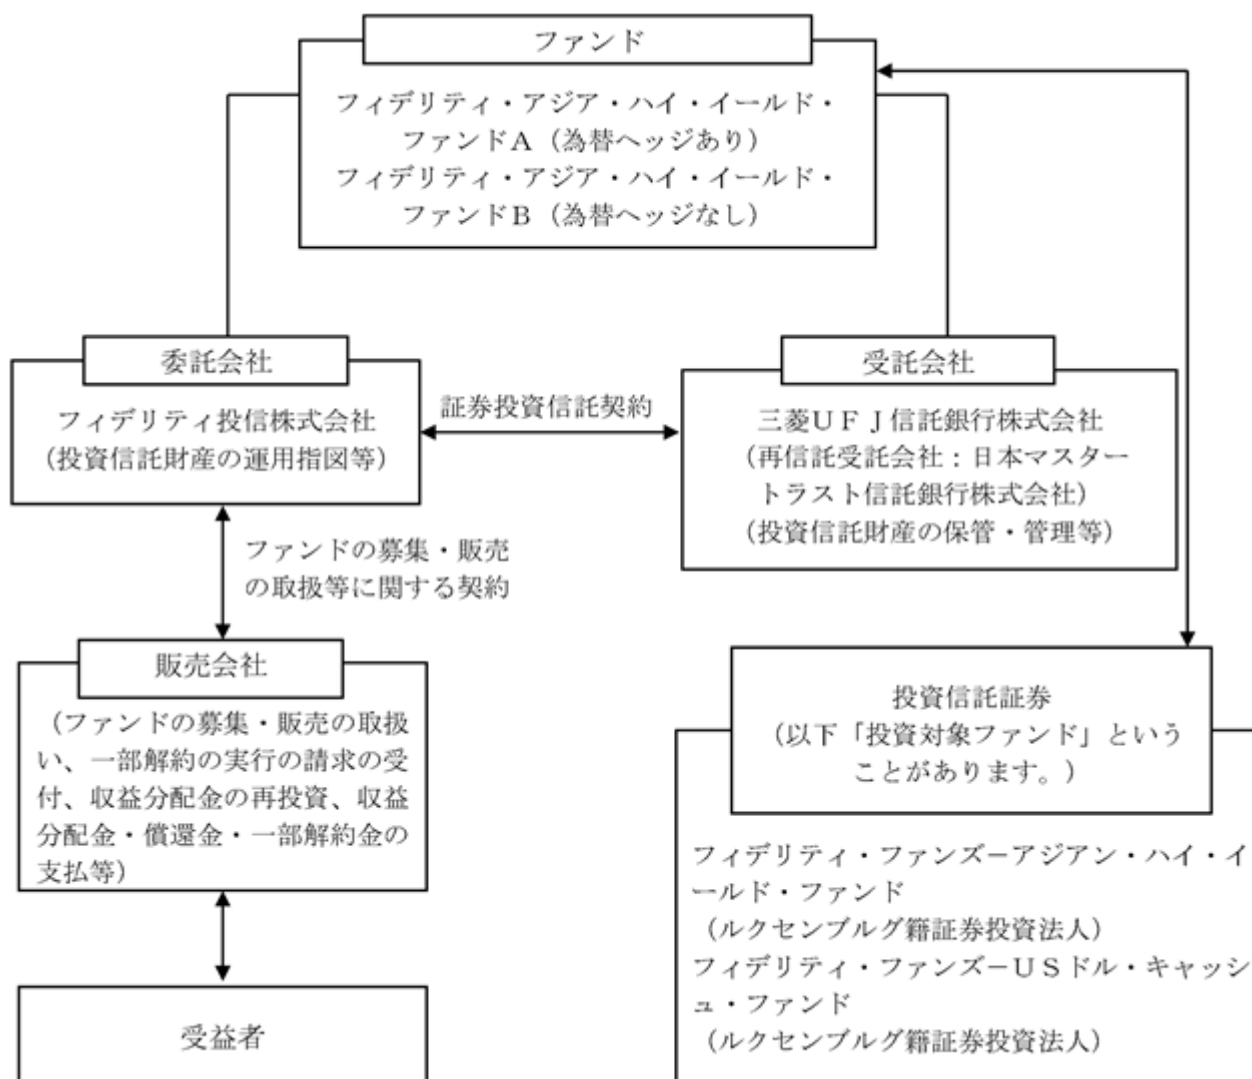 ファンド
フィデリティ・アジア・ハイ・イールド・
ファンドA（為替ヘッジあり）
フィデリティ・アジア・ハイ・イールド・
ファンドB（為替ヘッジなし）
委託会社
フィデリティ投信株式会社
（投資信託財産の運用指図等）
証券投資信託契約
受託会社
三菱UFJ信託銀行株式会社
（再信託受託会社：日本マスター
トラスト信託銀行株式会社）
（投資信託財産の保管・管理等）
ファンドの募集・販売
の取扱等に関する契約
販売会社
（ファンドの募集・販売の取扱
い、一部解約の実行の請求の受
付、収益分配金の再投資、収益
分配金・償還金・一部解約金の
支払等）
受益者
投資信託証券
（以下「投資対象ファンド」という
ことがあります。）
フィデリティ・ファンズ－アジアン・ハイ・イ
ールド・ファンド
（ルクセンブルグ籍証券投資法人）
フィデリティ・ファンズ－USドル・キャッシ
ュ・ファンド
（ルクセンブルグ籍証券投資法人）